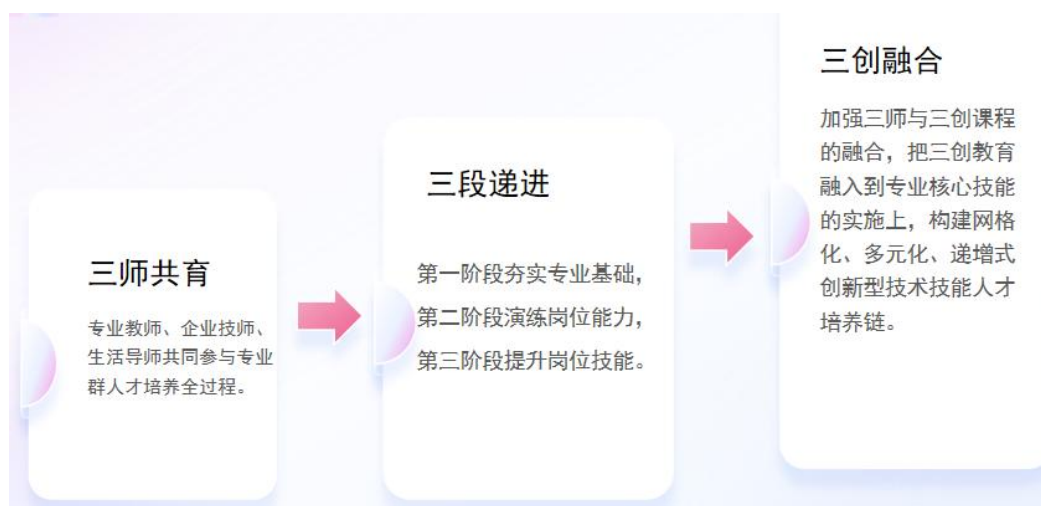 三师共育
专业教师、企业技师、
生活导师共同参与专业
群人才培养全过程。
三段递进
第一阶段夯实专业基础，
第二阶段演练岗位能力，
第三阶段提升岗位技能。
三创融合
加强三师与三创课程
的融合，把三创教育
融入到专业核心技能
的实施上，构建网格
化、多元化、递增式
创新型技术技能人才
培养链。